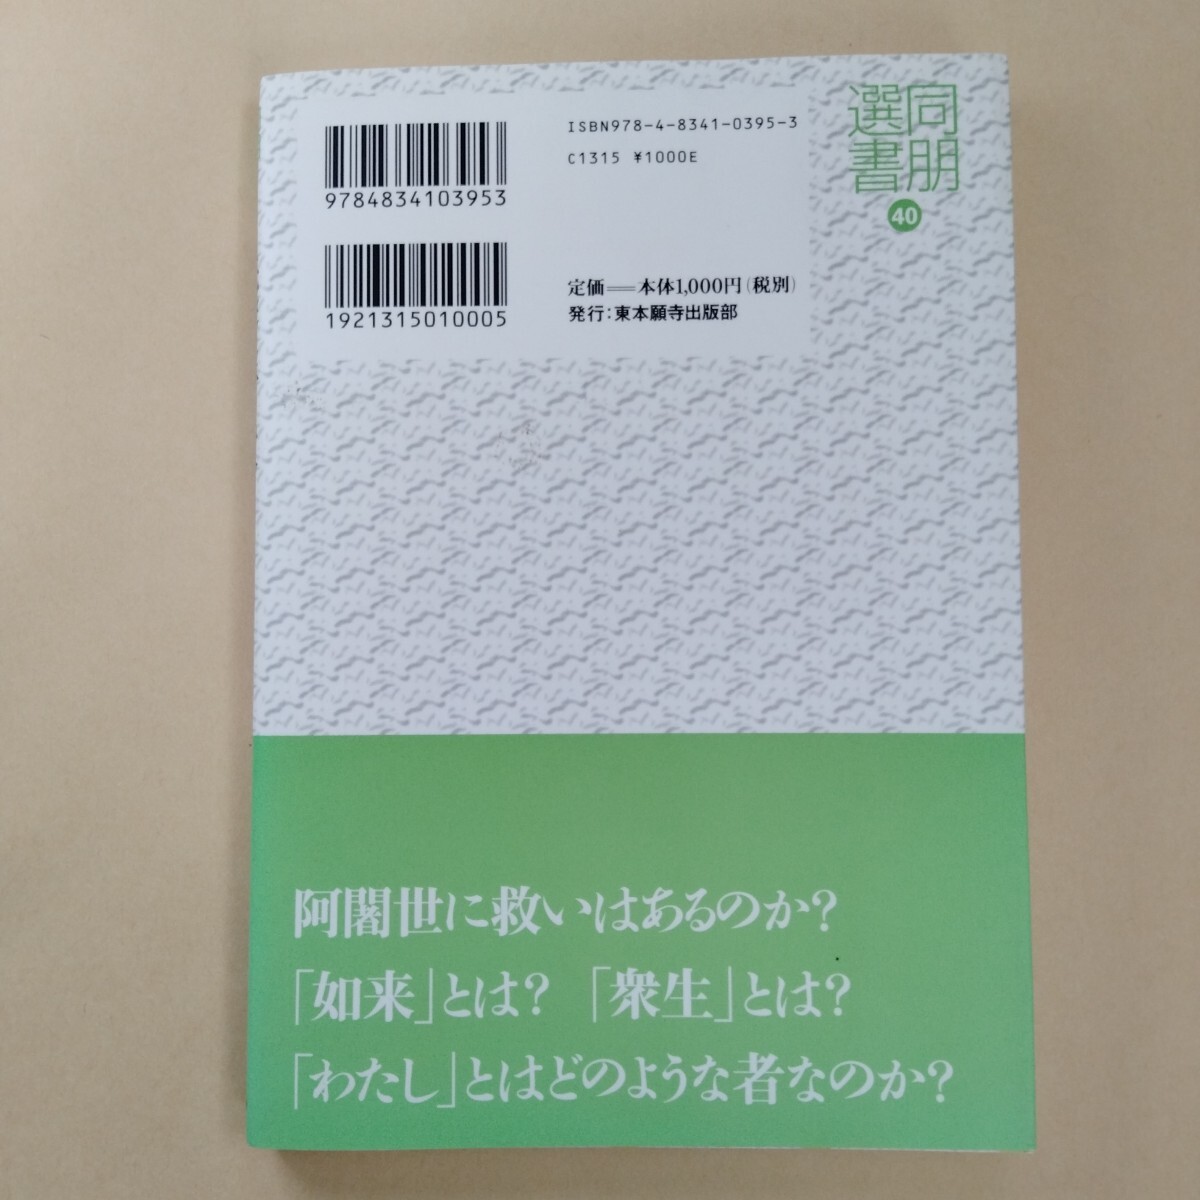 ISBN978-4-8341-0395-3
C1315 ¥1000E
9784834103953
1921315010005
定価＝本体1,000円（税別）
発行：東本願寺出版部
同朋
選書
40
阿闍世に救いはあるのか？
「如来」とは？ 「衆生」とは？
「わたし」とはどのような者なのか？